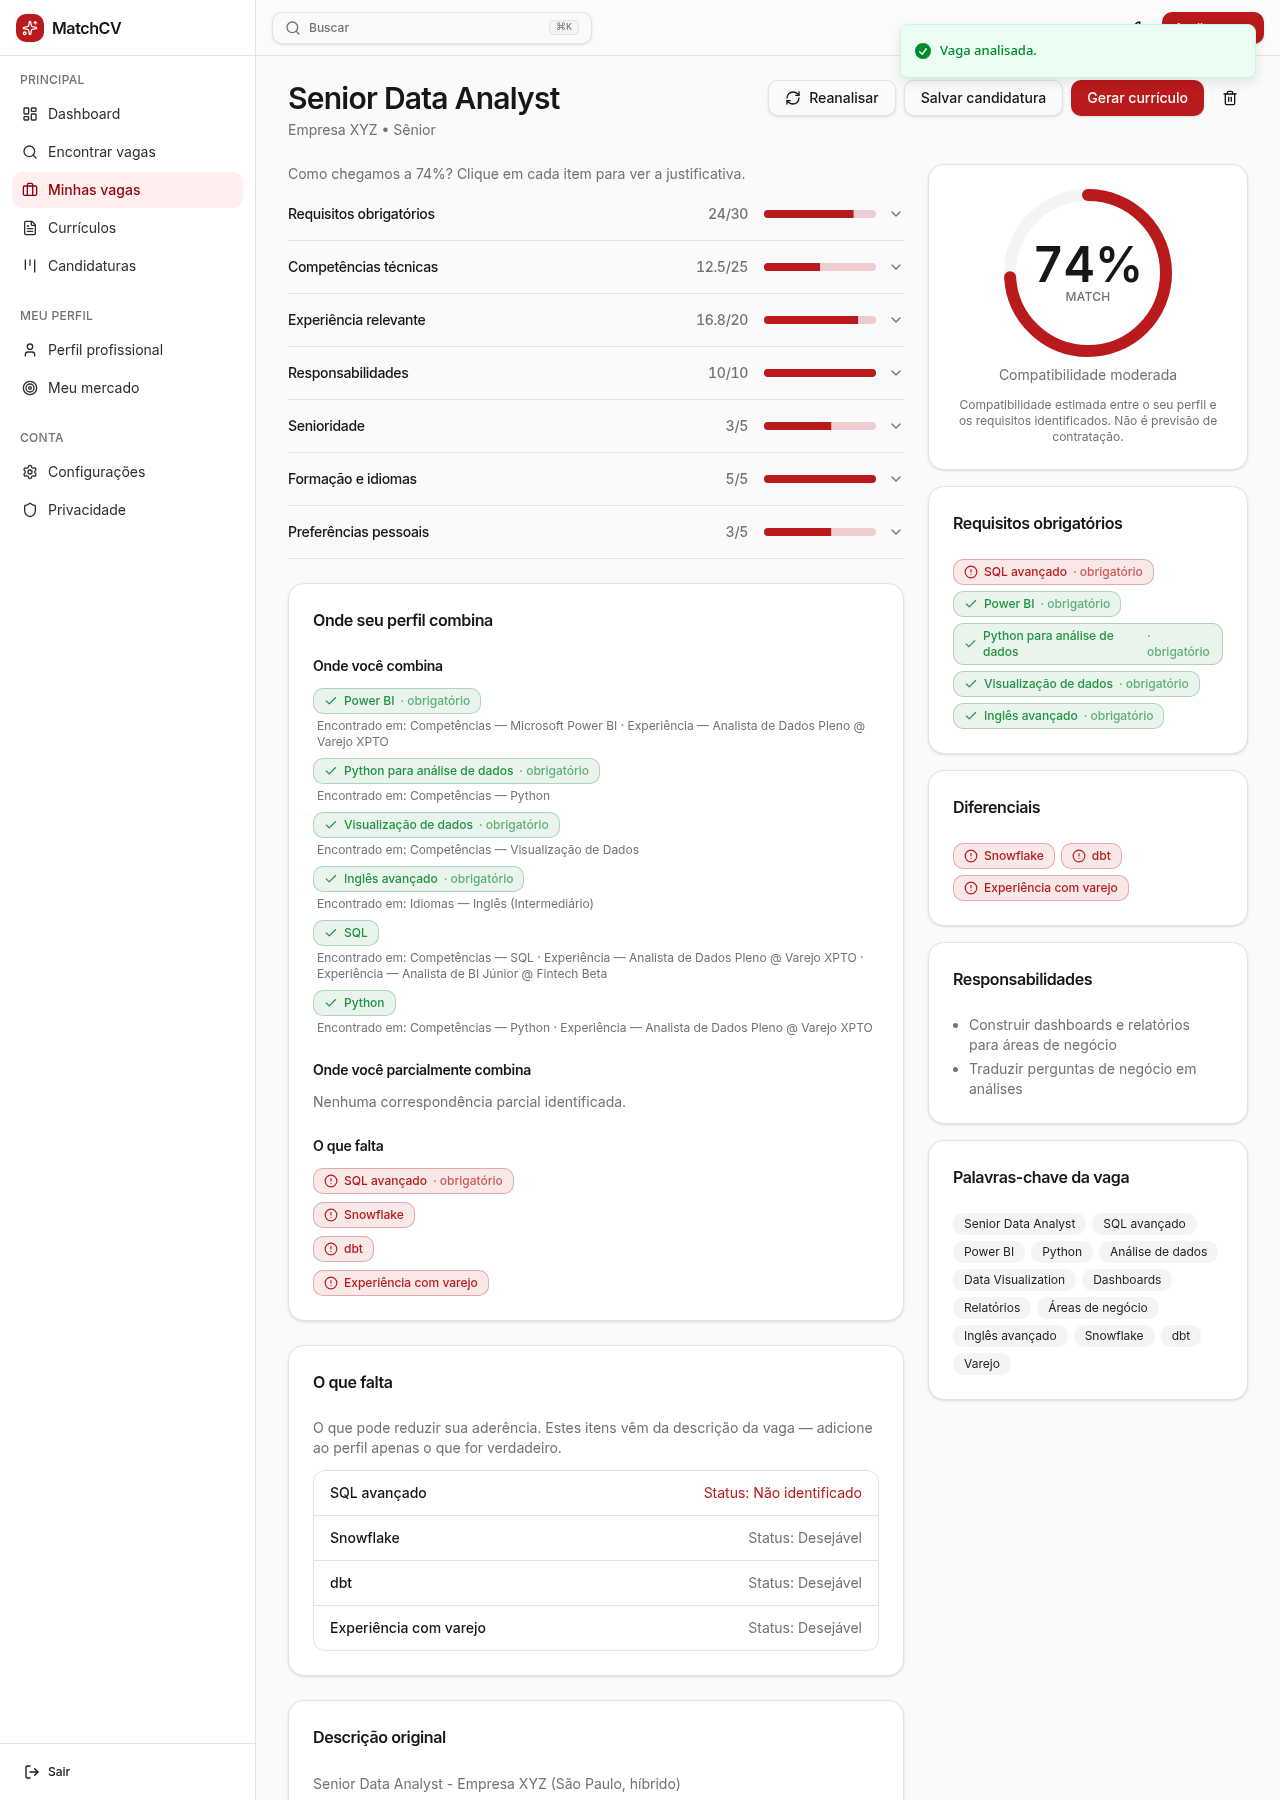 MatchCV
Buscar
⌘K
Vaga analisada.
PRINCIPAL
Dashboard
Encontrar vagas
Minhas vagas
Currículos
Candidaturas
MEU PERFIL
Perfil profissional
Meu mercado
CONTA
Configurações
Privacidade
Sair
Senior Data Analyst
Empresa XYZ • Sênior
Reanalisar
Salvar candidatura
Gerar currículo
Como chegamos a 74%? Clique em cada item para ver a justificativa.
Requisitos obrigatórios 24/30
Competências técnicas 12.5/25
Experiência relevante 16.8/20
Responsabilidades 10/10
Senioridade 3/5
Formação e idiomas 5/5
Preferências pessoais 3/5
Onde seu perfil combina
Onde você combina
Power BI · obrigatório
Encontrado em: Competências — Microsoft Power BI · Experiência — Analista de Dados Pleno @
Varejo XPTO
Python para análise de dados · obrigatório
Encontrado em: Competências — Python
Visualização de dados · obrigatório
Encontrado em: Competências — Visualização de Dados
Inglês avançado · obrigatório
Encontrado em: Idiomas — Inglês (Intermediário)
SQL
Encontrado em: Competências — SQL · Experiência — Analista de Dados Pleno @ Varejo XPTO ·
Experiência — Analista de BI Júnior @ Fintech Beta
Python
Encontrado em: Competências — Python · Experiência — Analista de Dados Pleno @ Varejo XPTO
Onde você parcialmente combina
Nenhuma correspondência parcial identificada.
O que falta
SQL avançado · obrigatório
Snowflake
dbt
Experiência com varejo
O que falta
O que pode reduzir sua aderência. Estes itens vêm da descrição da vaga — adicione
ao perfil apenas o que for verdadeiro.
SQL avançado Status: Não identificado
Snowflake Status: Desejável
dbt Status: Desejável
Experiência com varejo Status: Desejável
Descrição original
Senior Data Analyst - Empresa XYZ (São Paulo, híbrido)
74%
MATCH
Compatibilidade moderada
Compatibilidade estimada entre o seu perfil e
os requisitos identificados. Não é previsão de
contratação.
Requisitos obrigatórios
SQL avançado · obrigatório
Power BI · obrigatório
Python para análise de ·
dados obrigatório
Visualização de dados · obrigatório
Inglês avançado · obrigatório
Diferenciais
Snowflake dbt
Experiência com varejo
Responsabilidades
Construir dashboards e relatórios
para áreas de negócio
Traduzir perguntas de negócio em
análises
Palavras-chave da vaga
Senior Data Analyst SQL avançado
Power BI Python Análise de dados
Data Visualization Dashboards
Relatórios Áreas de negócio
Inglês avançado Snowflake dbt
Varejo